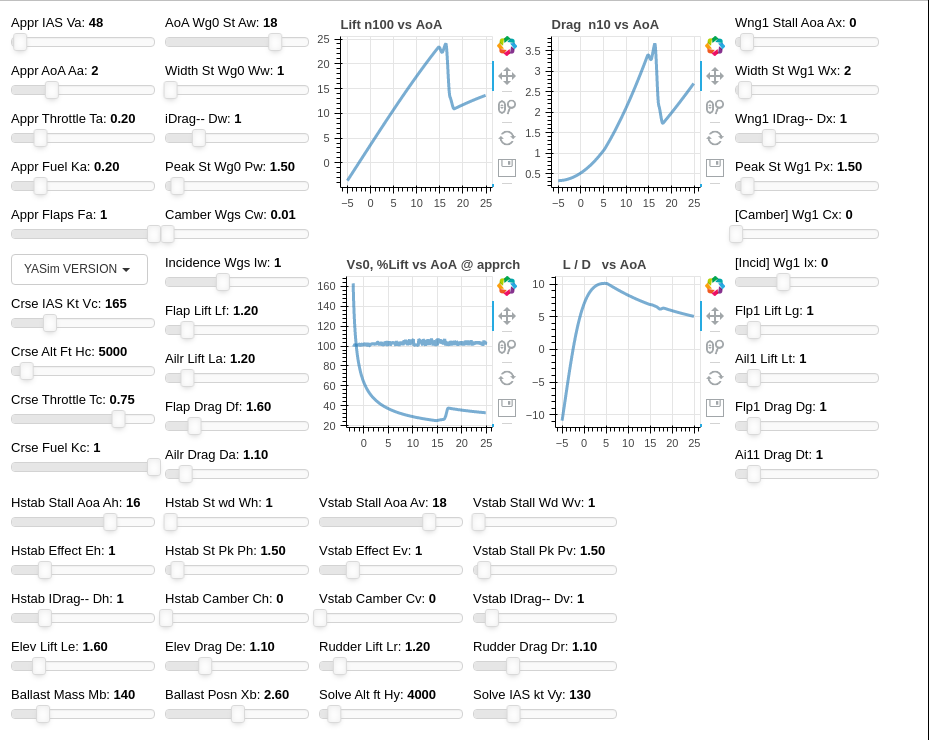 Appr IAS Va: 48
Appr AoA Aa: 2
Appr Throttle Ta: 0.20
Appr Fuel Ka: 0.20
Appr Flaps Fa: 1
YASim VERSION
Crse IAS Kt Vc: 165
Crse Alt Ft Hc: 5000
Crse Throttle Tc: 0.75
Crse Fuel Kc: 1
AoA Wg0 St Aw: 18
Width St Wg0 Ww: 1
iDrag-- Dw: 1
Peak St Wg0 Pw: 1.50
Camber Wgs Cw: 0.01
Incidence Wgs Iw: 1
Flap Lift Lf: 1.20
Ailr Lift La: 1.20
Flap Drag Df: 1.60
Ailr Drag Da: 1.10
Lift n100 vs AoA
25
20
15
10
5
0
−5 0 5 10 15 20 25
Drag n10 vs AoA
3.5
3
2.5
2
1.5
1
0.5
−5 0 5 10 15 20 25
Vs0, %Lift vs AoA @ apprch
160
140
120
100
80
60
40
20
0 5 10 15 20 25
L / D vs AoA
10
5
0
−5
−10
−5 0 5 10 15 20 25
Wng1 Stall Aoa Ax: 0
Width St Wg1 Wx: 2
Wng1 IDrag-- Dx: 1
Peak St Wg1 Px: 1.50
[Camber] Wg1 Cx: 0
[Incid] Wg1 Ix: 0
Flp1 Lift Lg: 1
Ail1 Lift Lt: 1
Flp1 Drag Dg: 1
Ai11 Drag Dt: 1
Hstab Stall Aoa Ah: 16
Hstab St wd Wh: 1
Vstab Stall Aoa Av: 18
Vstab Stall Wd Wv: 1
Hstab Effect Eh: 1
Hstab St Pk Ph: 1.50
Vstab Effect Ev: 1
Vstab Stall Pk Pv: 1.50
Hstab IDrag-- Dh: 1
Hstab Camber Ch: 0
Vstab Camber Cv: 0
Vstab IDrag-- Dv: 1
Elev Lift Le: 1.60
Elev Drag De: 1.10
Rudder Lift Lr: 1.20
Rudder Drag Dr: 1.10
Ballast Mass Mb: 140
Ballast Posn Xb: 2.60
Solve Alt ft Hy: 4000
Solve IAS kt Vy: 130